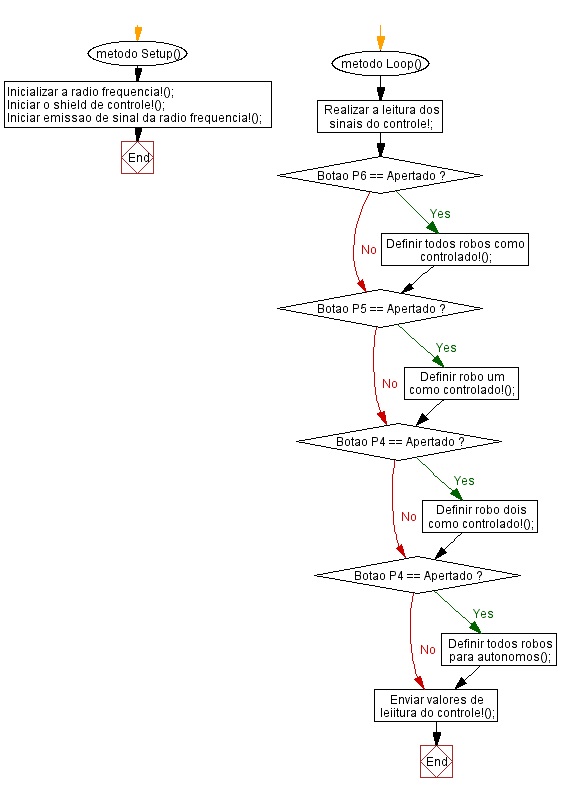 metodo Setup()
Inicializar a radio frequencia!();
Iniciar o shield de controle!();
Iniciar emissao de sinal da radio frequencia!();
End
metodo Loop()
Realizar a leitura dos
sinais do controle!;
Botao P6 == Apertado ?
Yes
No
Definir todos robos como
controlado!();
Botao P5 == Apertado ?
Yes
No
Definir robo um
como controlado!();
Botao P4 == Apertado ?
Yes
No
Definir robo dois
como controlado!();
Botao P4 == Apertado ?
Yes
No
Definir todos robos
para autonomos();
Enviar valores de
leiitura do controle!();
End